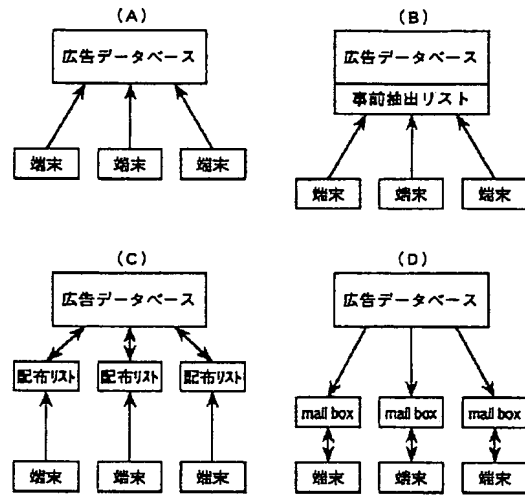 (A)
広告データベース
端末 端末 端末
(B)
広告データベース
事前抽出リスト
端末 端末 端末
(C)
広告データベース
配布リスト 配布リスト 配布リスト
端末 端末 端末
(D)
広告データベース
mail box mail box mail box
端末 端末 端末